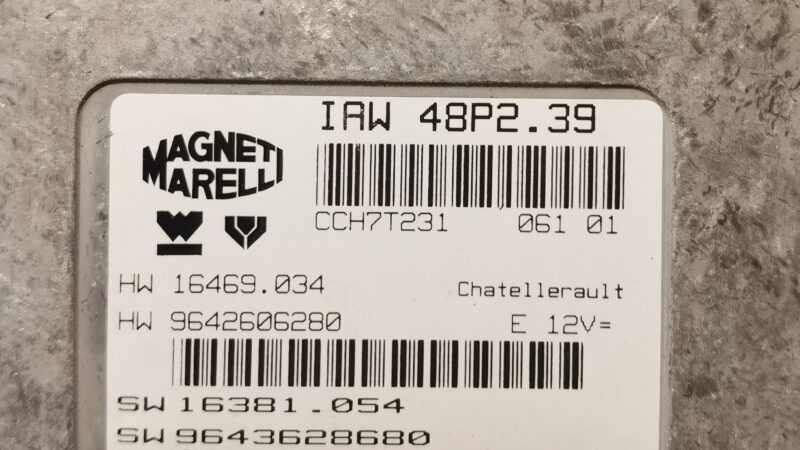 IAW 48P2.39
MAGNETI
MARELLI
CCH7T231 061 01
HW 16469.034 Chatellerault
HW 9642606280 E 12V=
SW 16381.054
SW 9643628680